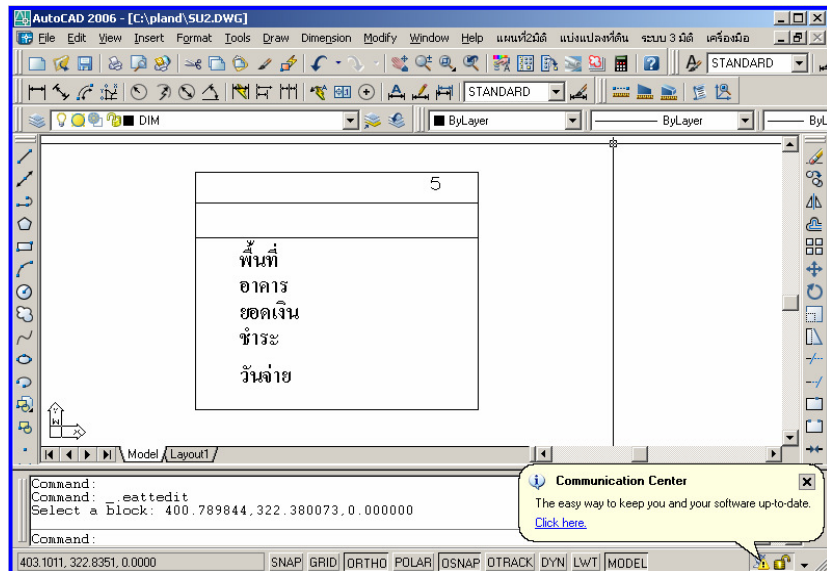 AutoCAD 2006 - [C:\pland\SU2.DWG]
File Edit View Insert Format Tools Draw Dimension Modify Window Help แผนที่2มิติ แบ่งแปลงที่ดิน ระบบ 3 มิติ เครื่องมือ
STANDARD
STANDARD
DIM ByLayer ByLayer ByL
5
พื้นที่
อาคาร
ยอดเงิน
ชำระ
วันจ่าย
W
X
Y
Model Layout1
Command:
Command: _.eattedit
Select a block: 400.789844,322.380073,0.000000
Command:
Communication Center
The easy way to keep you and your software up-to-date.
Click here.
403.1011, 322.8351, 0.0000 SNAP GRID ORTHO POLAR OSNAP OTRACK DYN LWT MODEL